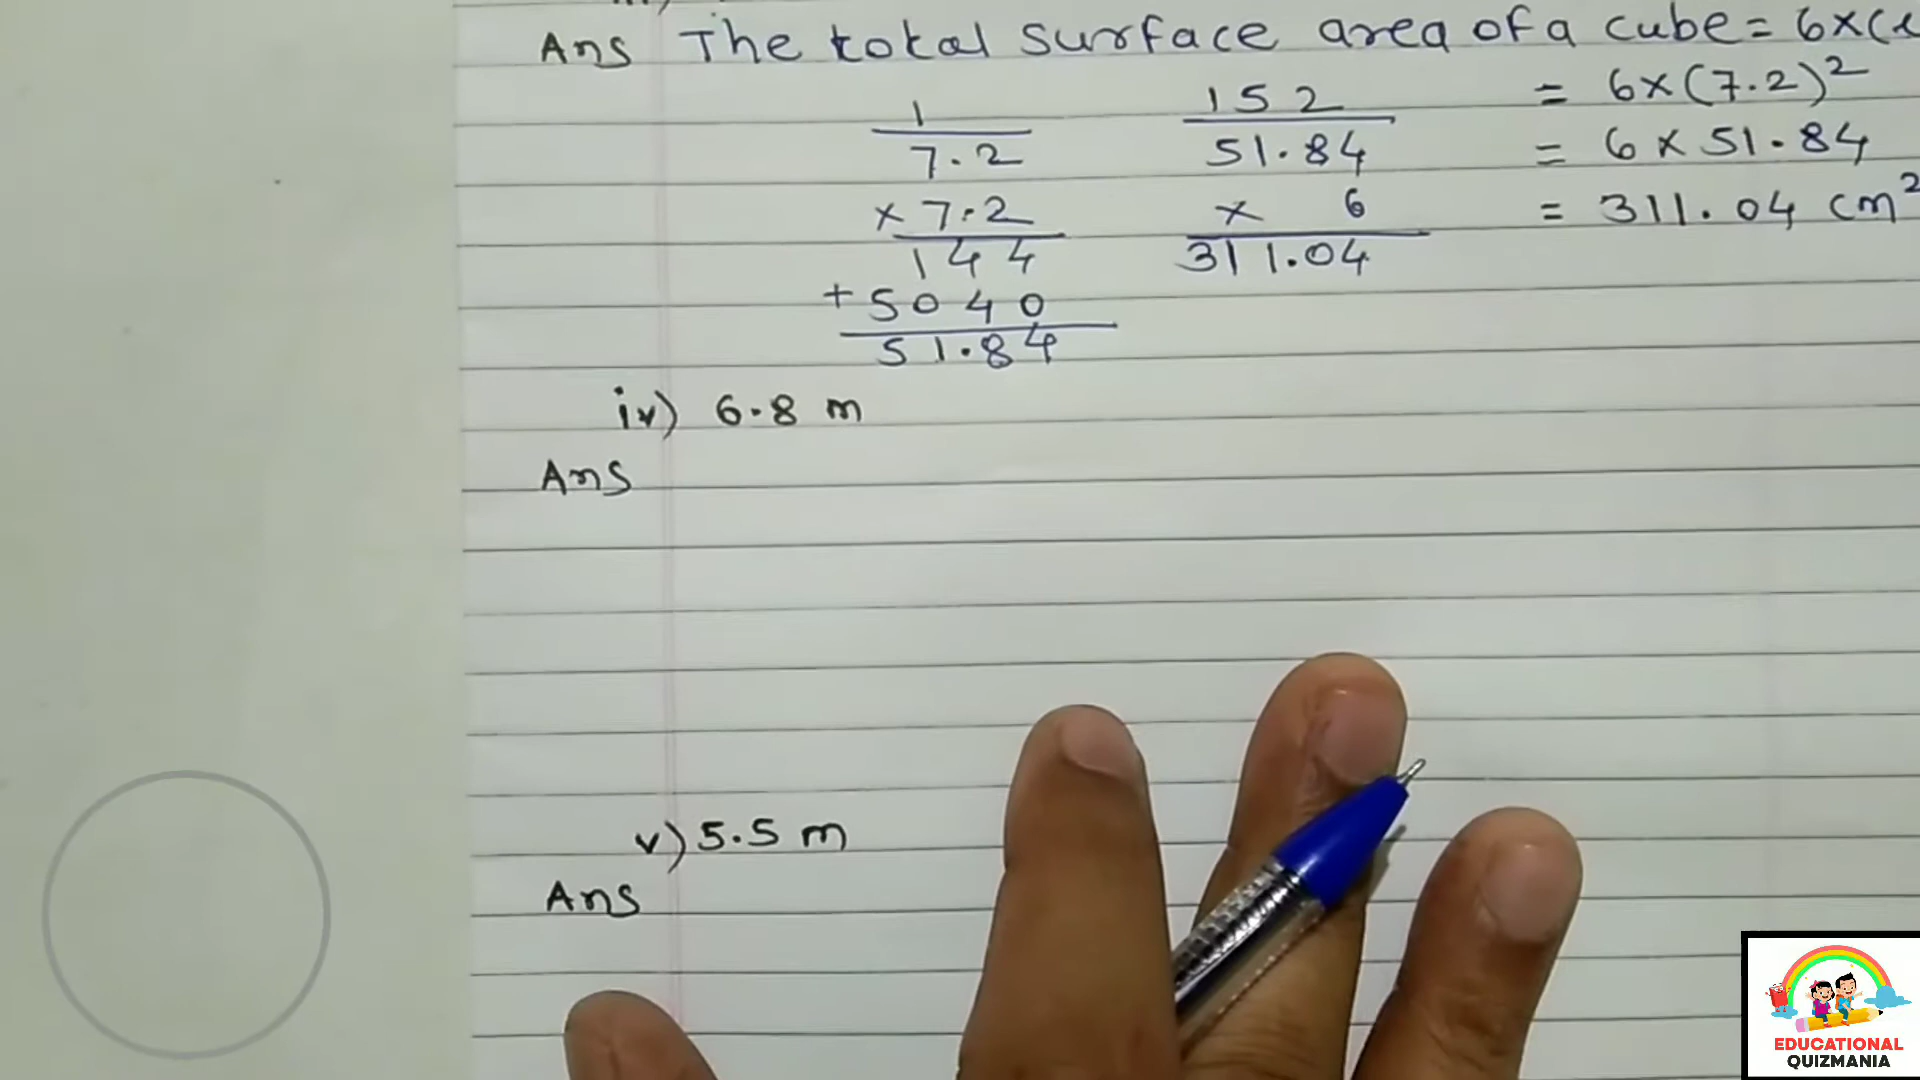 Ans The total surface area of a cube = 6×(
= 6×(7.2)²
= 6 × 51.84
= 311.04 cm²
1
7.2
× 7.2
144
+ 5040
51.84
152
51.84
× 6
311.04
iv) 6.8 m
Ans
v) 5.5 m
Ans
EDUCATIONAL
QUIZMANIA